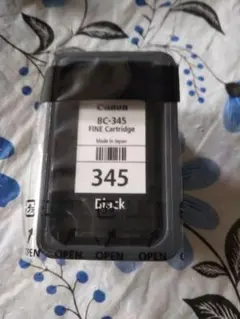 Canon
BC-345
FINE Cartridge
Made in Japan
345
Black
OPEN OPEN OPEN OPEN